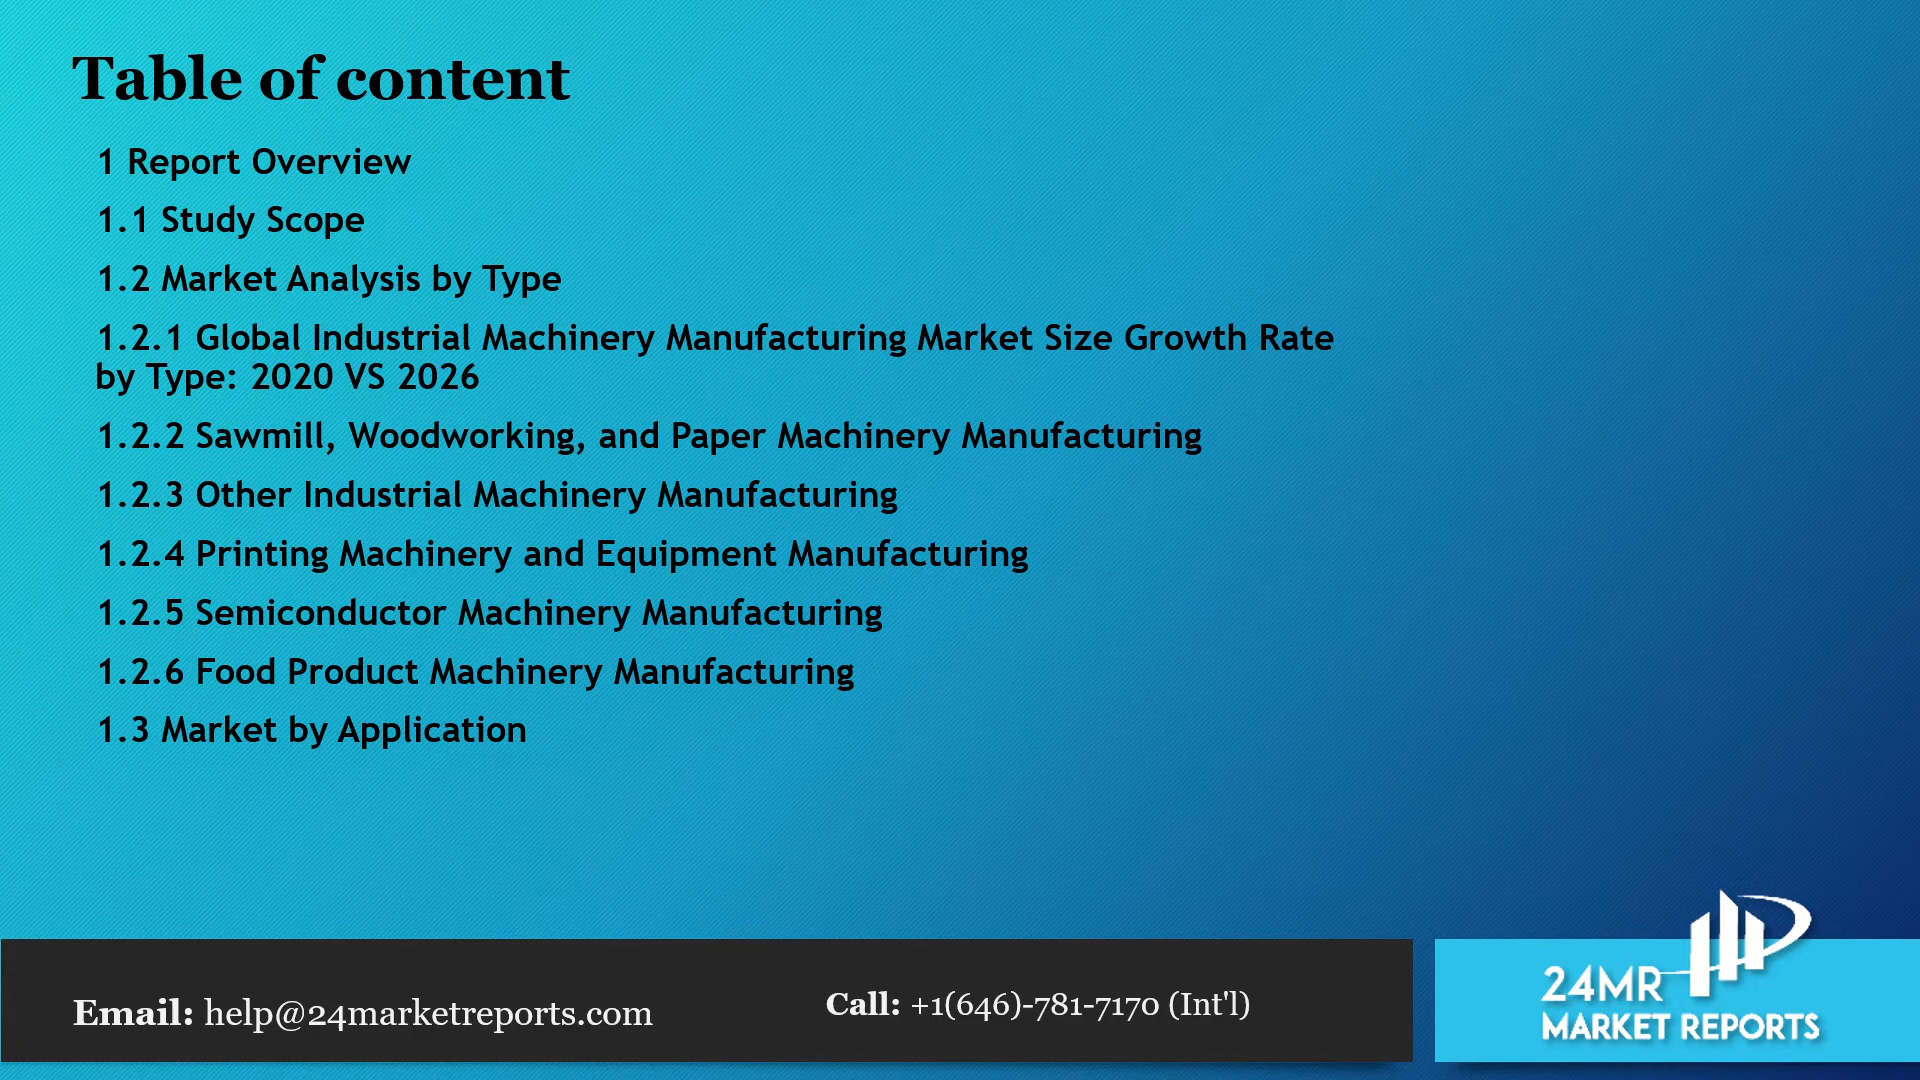 Table of content
1 Report Overview
1.1 Study Scope
1.2 Market Analysis by Type
1.2.1 Global Industrial Machinery Manufacturing Market Size Growth Rate
by Type: 2020 VS 2026
1.2.2 Sawmill, Woodworking, and Paper Machinery Manufacturing
1.2.3 Other Industrial Machinery Manufacturing
1.2.4 Printing Machinery and Equipment Manufacturing
1.2.5 Semiconductor Machinery Manufacturing
1.2.6 Food Product Machinery Manufacturing
1.3 Market by Application
Email: help@24marketreports.com
Call: +1(646)-781-7170 (Int'l)
24MR
MARKET REPORTS